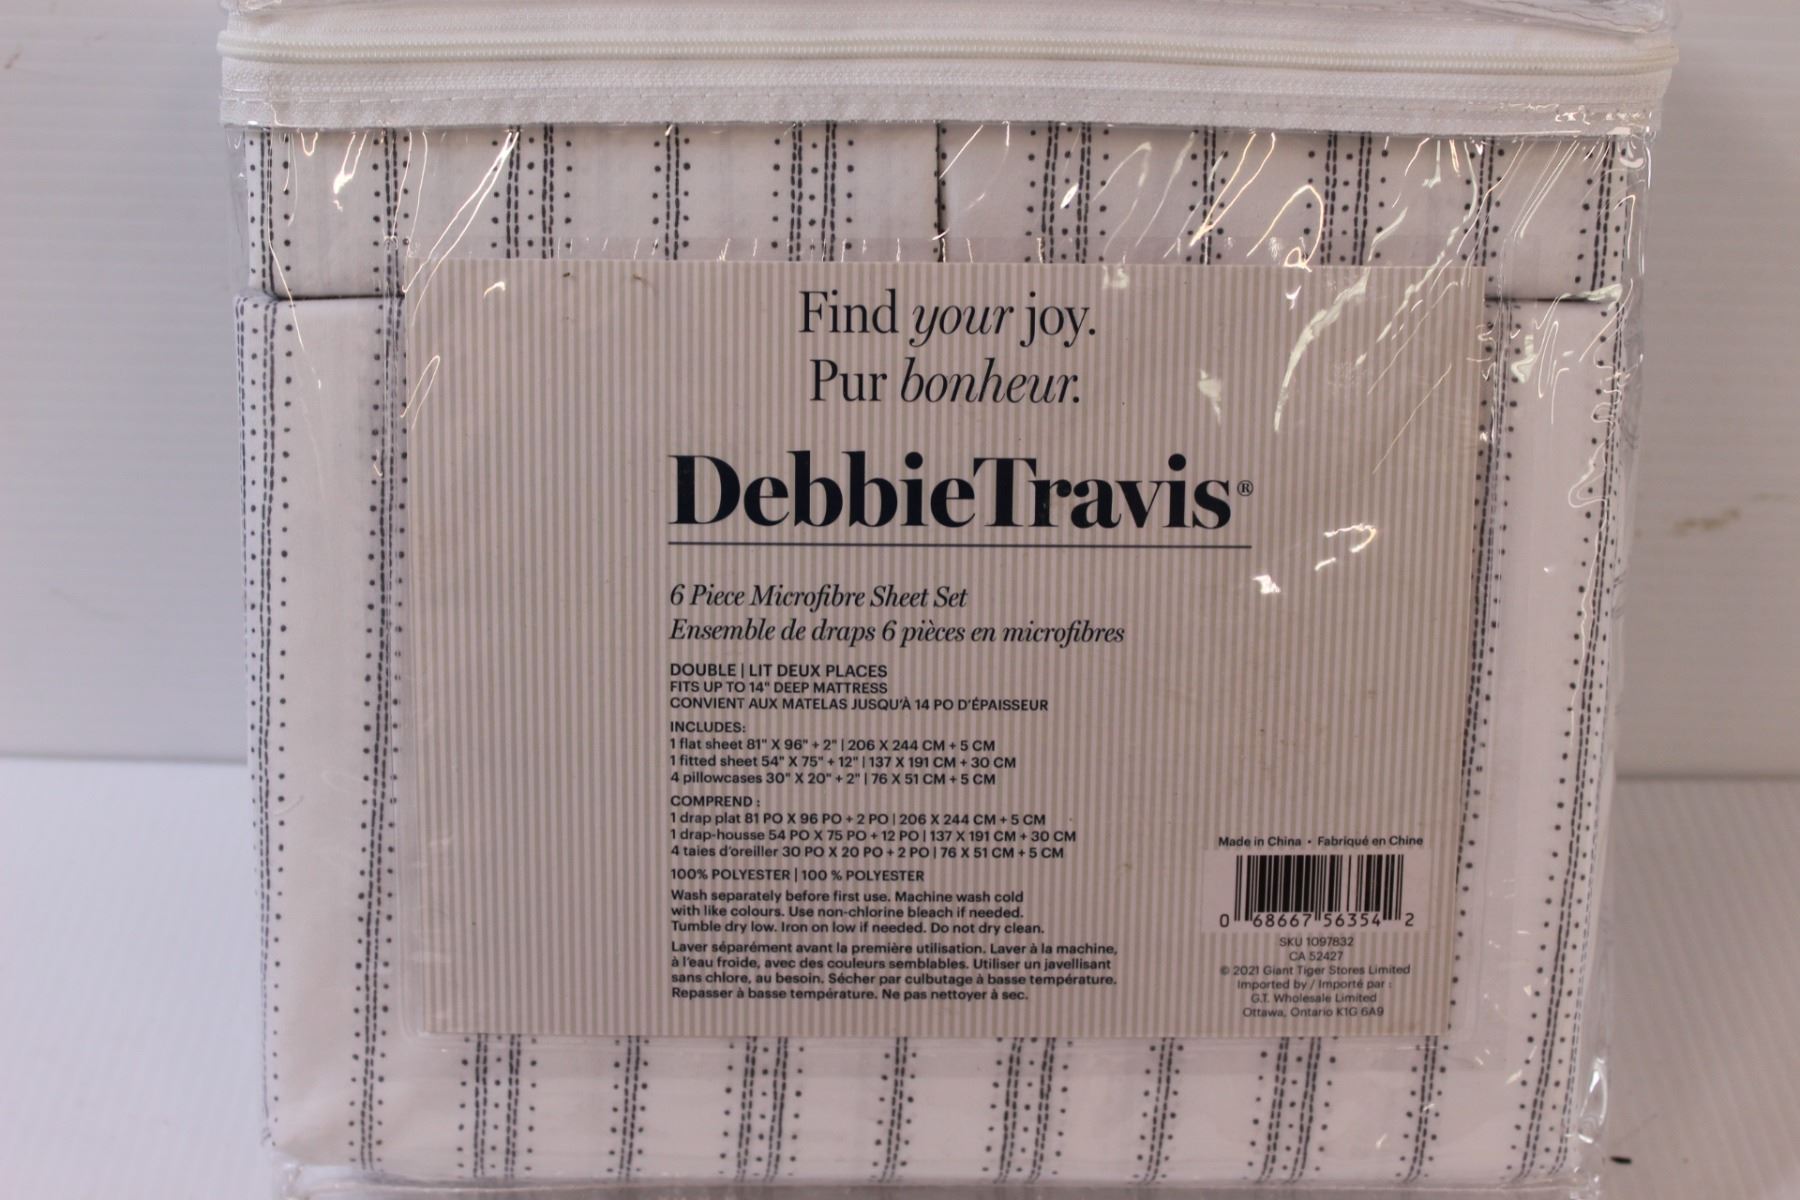 Find your joy.
Pur bonheur.
DebbieTravis®
6 Piece Microfibre Sheet Set
Ensemble de draps 6 pièces en microfibres
DOUBLE | LIT DEUX PLACES
FITS UP TO 14" DEEP MATTRESS
CONVIENT AUX MATELAS JUSQU'À 14 PO D'ÉPAISSEUR
INCLUDES:
1 flat sheet 81" X 96" + 2" | 206 X 244 CM + 5 CM
1 fitted sheet 54" X 75" + 12" | 137 X 191 CM + 30 CM
4 pillowcases 30" X 20" + 2" | 76 X 51 CM + 5 CM
COMPREND :
1 drap plat 81 PO X 96 PO + 2 PO | 206 X 244 CM + 5 CM
1 drap-housse 54 PO X 75 PO + 12 PO | 137 X 191 CM + 30 CM
4 taies d'oreiller 30 PO X 20 PO + 2 PO | 76 X 51 CM + 5 CM
100% POLYESTER | 100 % POLYESTER
Wash separately before first use. Machine wash cold
with like colours. Use non-chlorine bleach if needed.
Tumble dry low. Iron on low if needed. Do not dry clean.
Laver séparément avant la première utilisation. Laver à la machine,
à l'eau froide, avec des couleurs semblables. Utiliser un javellisant
sans chlore, au besoin. Sécher par culbutage à basse température.
Repasser à basse température. Ne pas nettoyer à sec.
Made in China • Fabriqué en Chine
0 68667 56354 2
SKU 1097832
CA 52427
© 2021 Giant Tiger Stores Limited
Imported by / Importé par :
G.T. Wholesale Limited
Ottawa, Ontario K1G 6A9